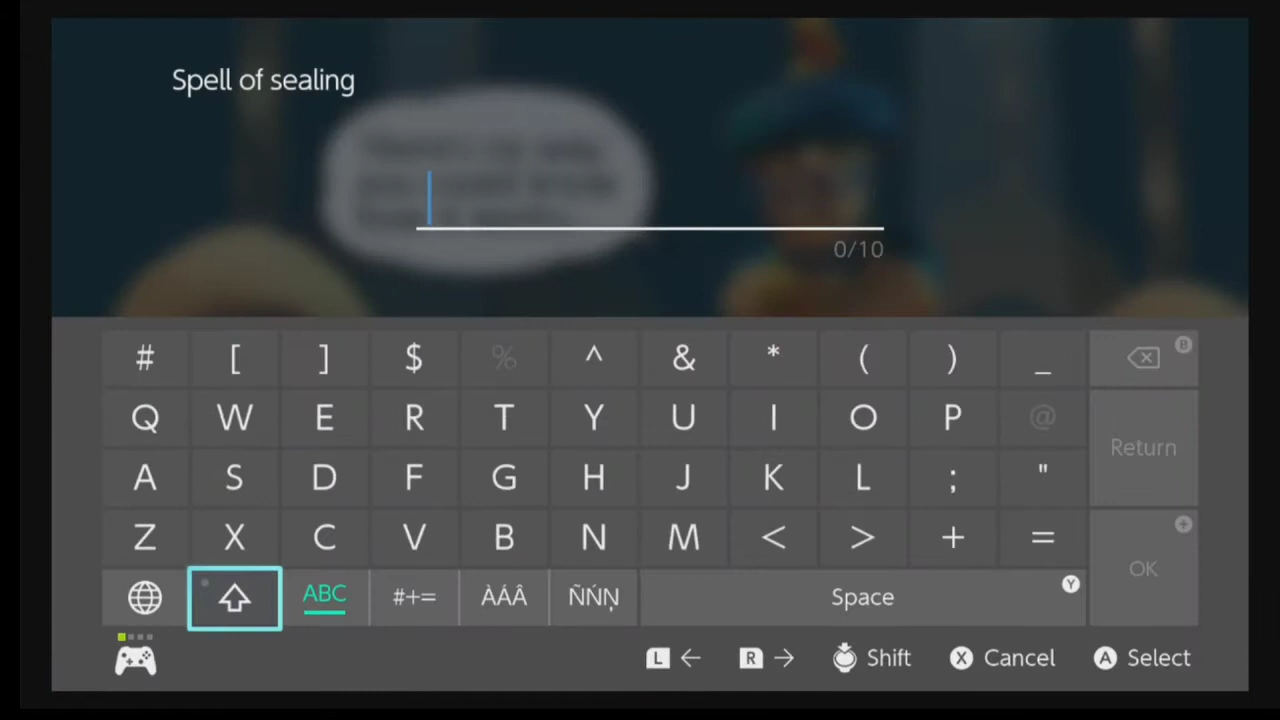 Spell of sealing
0/10
# [ ] $ % ^ & * ( ) _
Q W E R T Y U I O P @
Return
A S D F G H J K L ; "
Z X C V B N M < > + =
OK
ABC #+= ÀÁÂ ÑŃŅ Space Y
L ← R → Shift X Cancel A Select